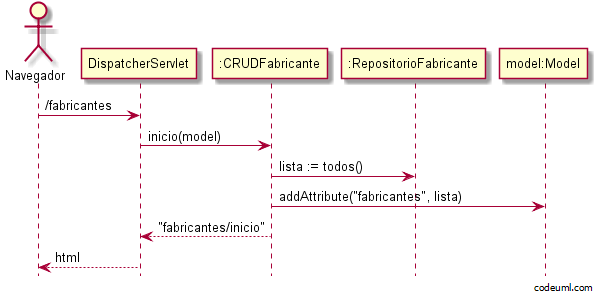 Navegador
DispatcherServlet
:CRUDFabricante
:RepositorioFabricante
model:Model
/fabricantes
inicio(model)
lista := todos()
addAttribute("fabricantes", lista)
"fabricantes/inicio"
html
codeuml.com